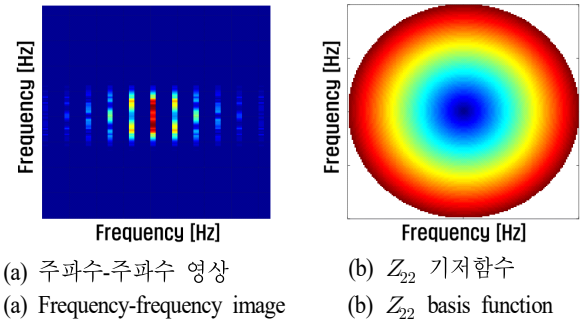 Frequency [Hz]
Frequency [Hz]
(a) 주파수-주파수 영상
(a) Frequency-frequency image
Frequency [Hz]
Frequency [Hz]
(b) Z22 기저함수
(b) Z22 basis function